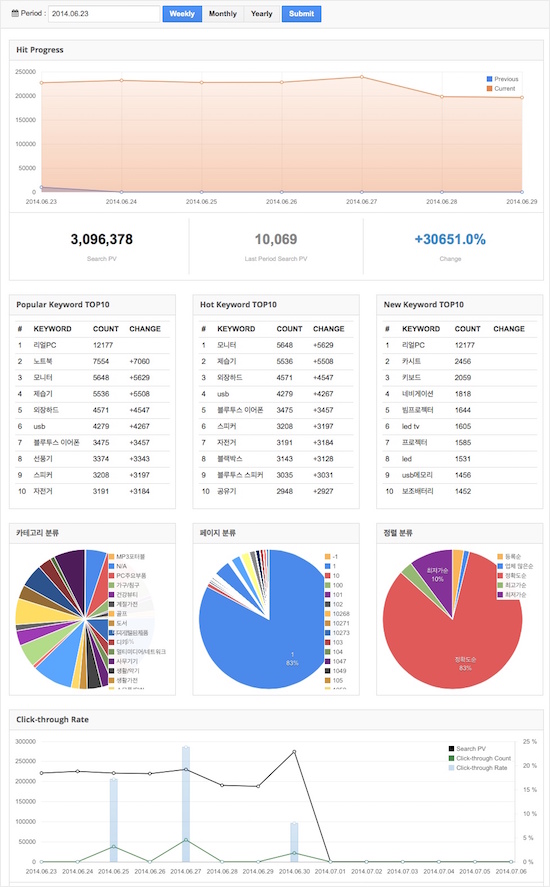 Period : 2014.06.23 Weekly Monthly Yearly Submit
Hit Progress
250000
200000
150000
100000
50000
0
Previous
Current
2014.06.23 2014.06.24 2014.06.25 2014.06.26 2014.06.27 2014.06.28 2014.06.29
3,096,378 10,069 +30651.0%
Search PV Last Period Search PV Change
Popular Keyword TOP10
# KEYWORD COUNT CHANGE
1 리얼PC 12177
2 노트북 7554 +7060
3 모니터 5648 +5629
4 제습기 5536 +5508
5 외장하드 4571 +4547
6 usb 4279 +4267
7 블루투스 이어폰 3475 +3457
8 선풍기 3374 +3343
9 스피커 3208 +3197
10 자전거 3191 +3184
Hot Keyword TOP10
# KEYWORD COUNT CHANGE
1 모니터 5648 +5629
2 제습기 5536 +5508
3 외장하드 4571 +4547
4 usb 4279 +4267
5 블루투스 이어폰 3475 +3457
6 스피커 3208 +3197
7 자전거 3191 +3184
8 블랙박스 3143 +3128
9 블루투스 스피커 3035 +3031
10 공유기 2948 +2927
New Keyword TOP10
# KEYWORD COUNT CHANGE
1 리얼PC 12177
2 카시트 2456
3 키보드 2059
4 네비게이션 1818
5 빔프로젝터 1644
6 led tv 1605
7 프로젝터 1585
8 led 1531
9 usb메모리 1456
10 보조배터리 1452
카테고리 분류
MP3포터블
N/A
PC주요부품
가구/침구
건강뷰티
계절가전
골프
도서
디지털완제품
멀티미디어/네트워크
사무기기
생활/악기
생활가전
페이지 분류
-1
1
10
100
101
102
10268
10271
10273
103
104
1047
1049
105
1
83%
정렬 분류
등록순
업체 많은순
정확도순
최고가순
최저가순
최저가순
10%
정확도순
83%
Click-through Rate
300000
250000
200000
150000
100000
50000
0
Search PV
Click-through Count
Click-through Rate
25 %
20 %
15 %
10 %
5 %
0 %
2014.06.23 2014.06.24 2014.06.25 2014.06.26 2014.06.27 2014.06.28 2014.06.29 2014.06.30 2014.07.01 2014.07.02 2014.07.03 2014.07.04 2014.07.05 2014.07.06